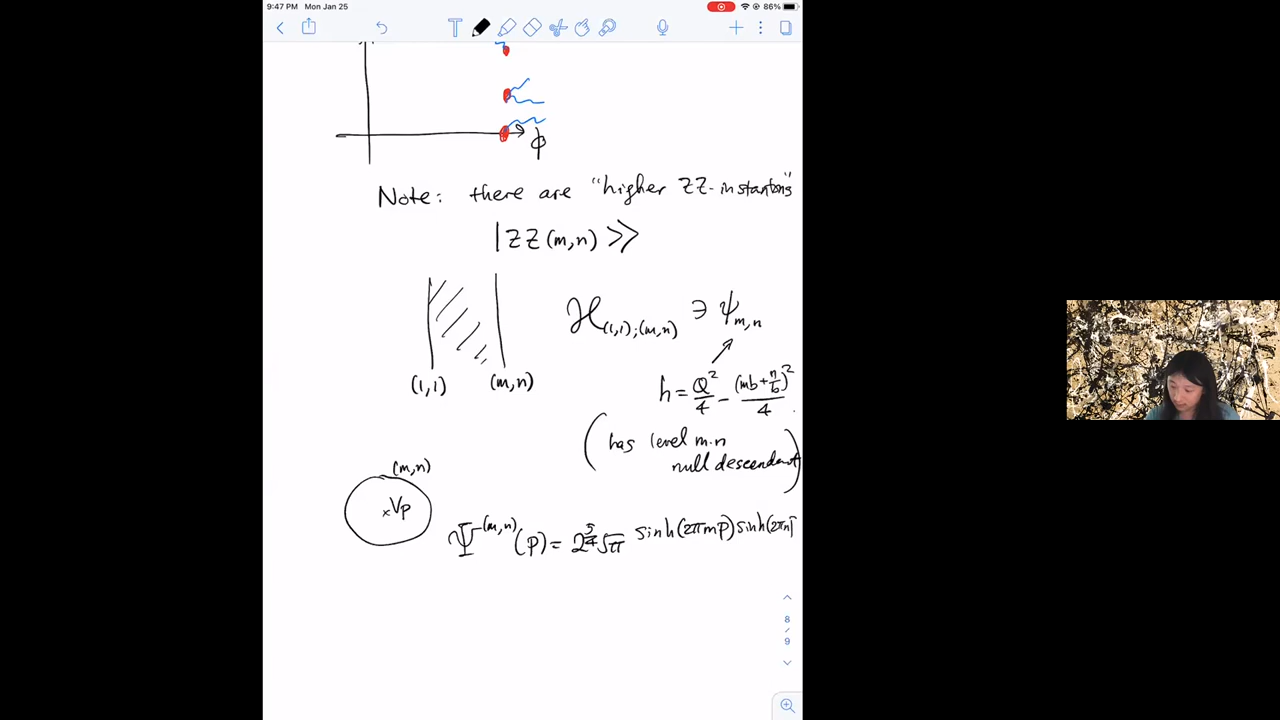 9:47 PM Mon Jan 25
86%
T
ϕ
Note: there are "higher ZZ-instantons"
|ZZ(m,n)≫
ℋ(1,1);(m,n) ∋ ψm,n
(1,1) (m,n)
h = Q²/4 - (mb+n/b)²/4
(has level m·n
null descendant)
(m,n)
×Vp
Ψ^(m,n)(P) = 2^(5/4)√π sinh(2πmP) sinh(2πn
8
/
9